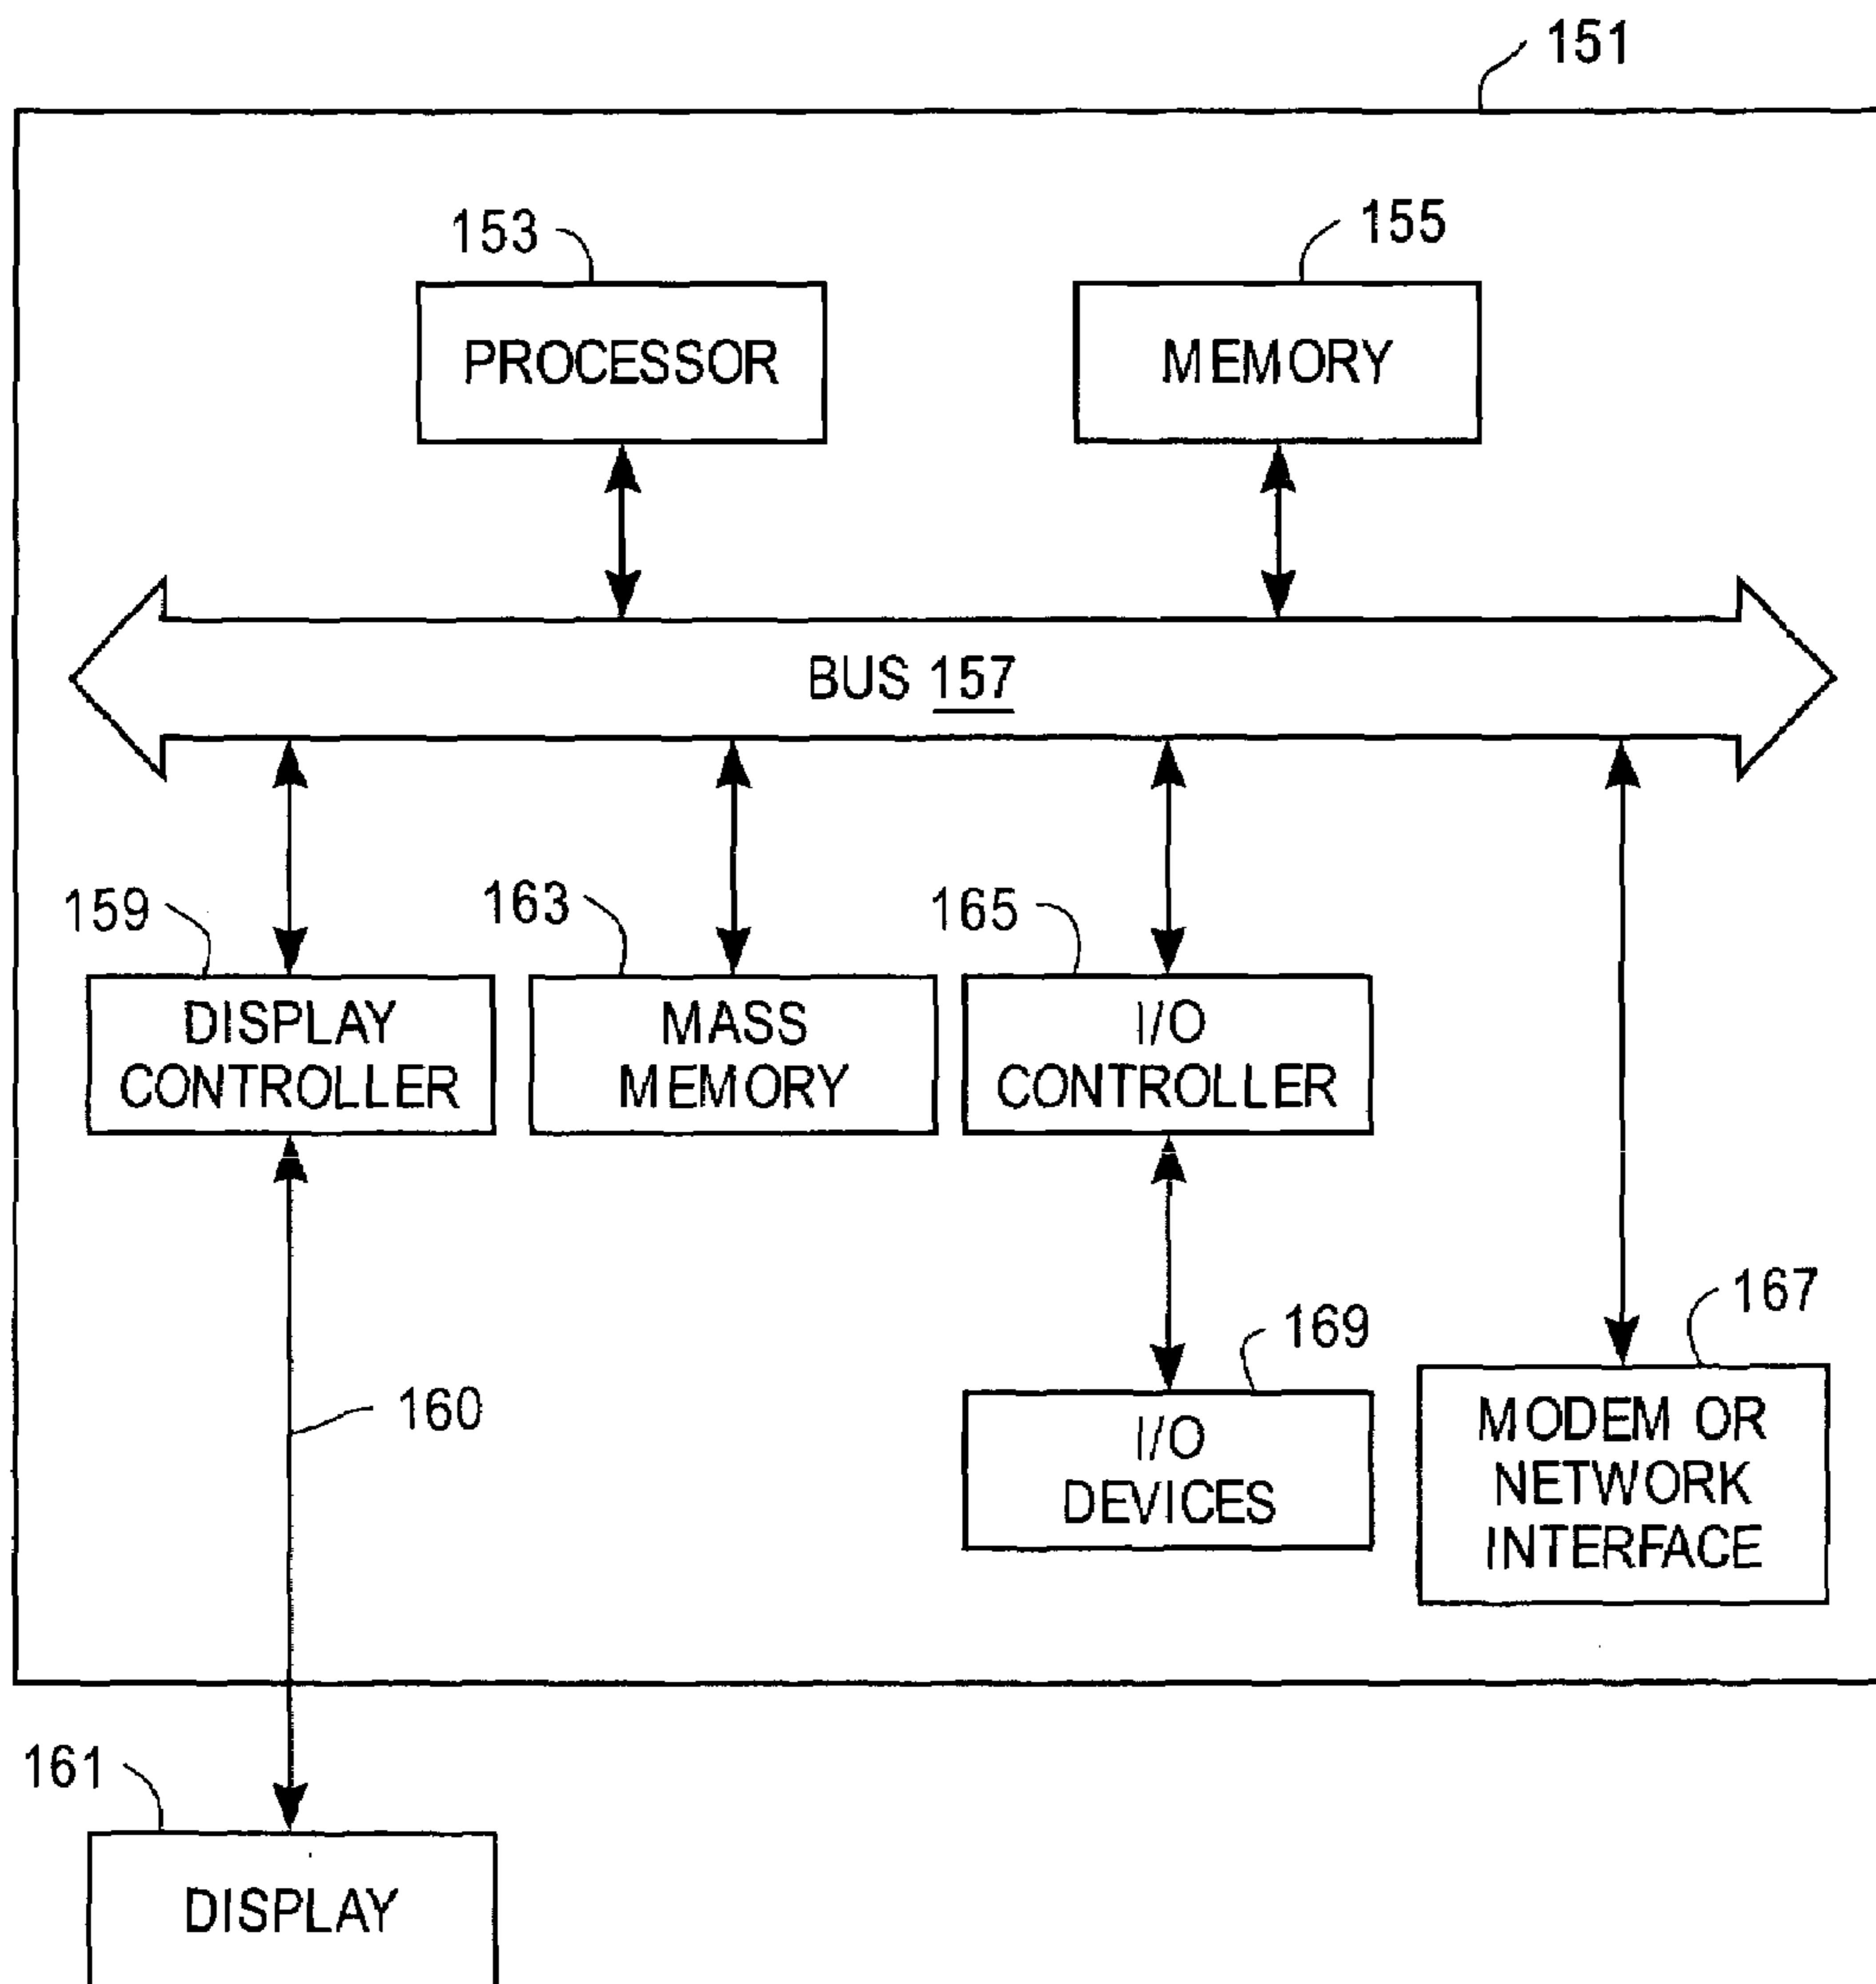 151
153
155
PROCESSOR
MEMORY
BUS 157
159
163
165
DISPLAY
CONTROLLER
MASS
MEMORY
I/O
CONTROLLER
169
167
160
I/O
DEVICES
MODEM OR
NETWORK
INTERFACE
161
DISPLAY